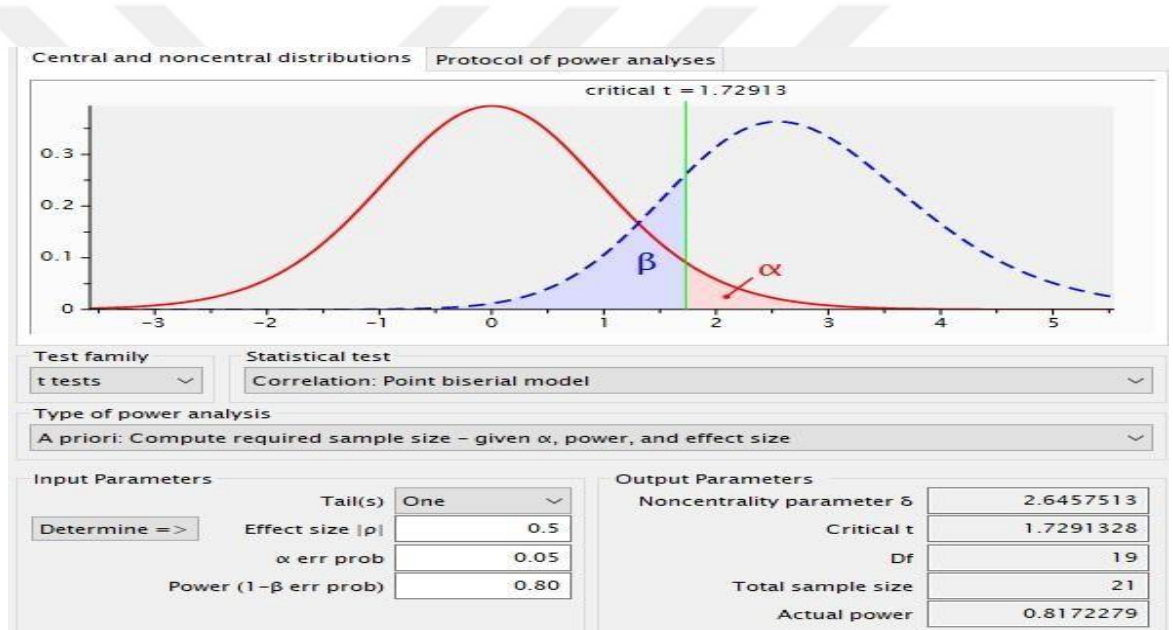 Central and noncentral distributions Protocol of power analyses
critical t = 1.72913
0.3
0.2
0.1
0
β
α
-3 -2 -1 0 1 2 3 4 5
Test family Statistical test
t tests Correlation: Point biserial model
Type of power analysis
A priori: Compute required sample size – given α, power, and effect size
Input Parameters Output Parameters
Tail(s) One Noncentrality parameter δ 2.6457513
Determine => Effect size |ρ| 0.5 Critical t 1.7291328
α err prob 0.05 Df 19
Power (1-β err prob) 0.80 Total sample size 21
Actual power 0.8172279